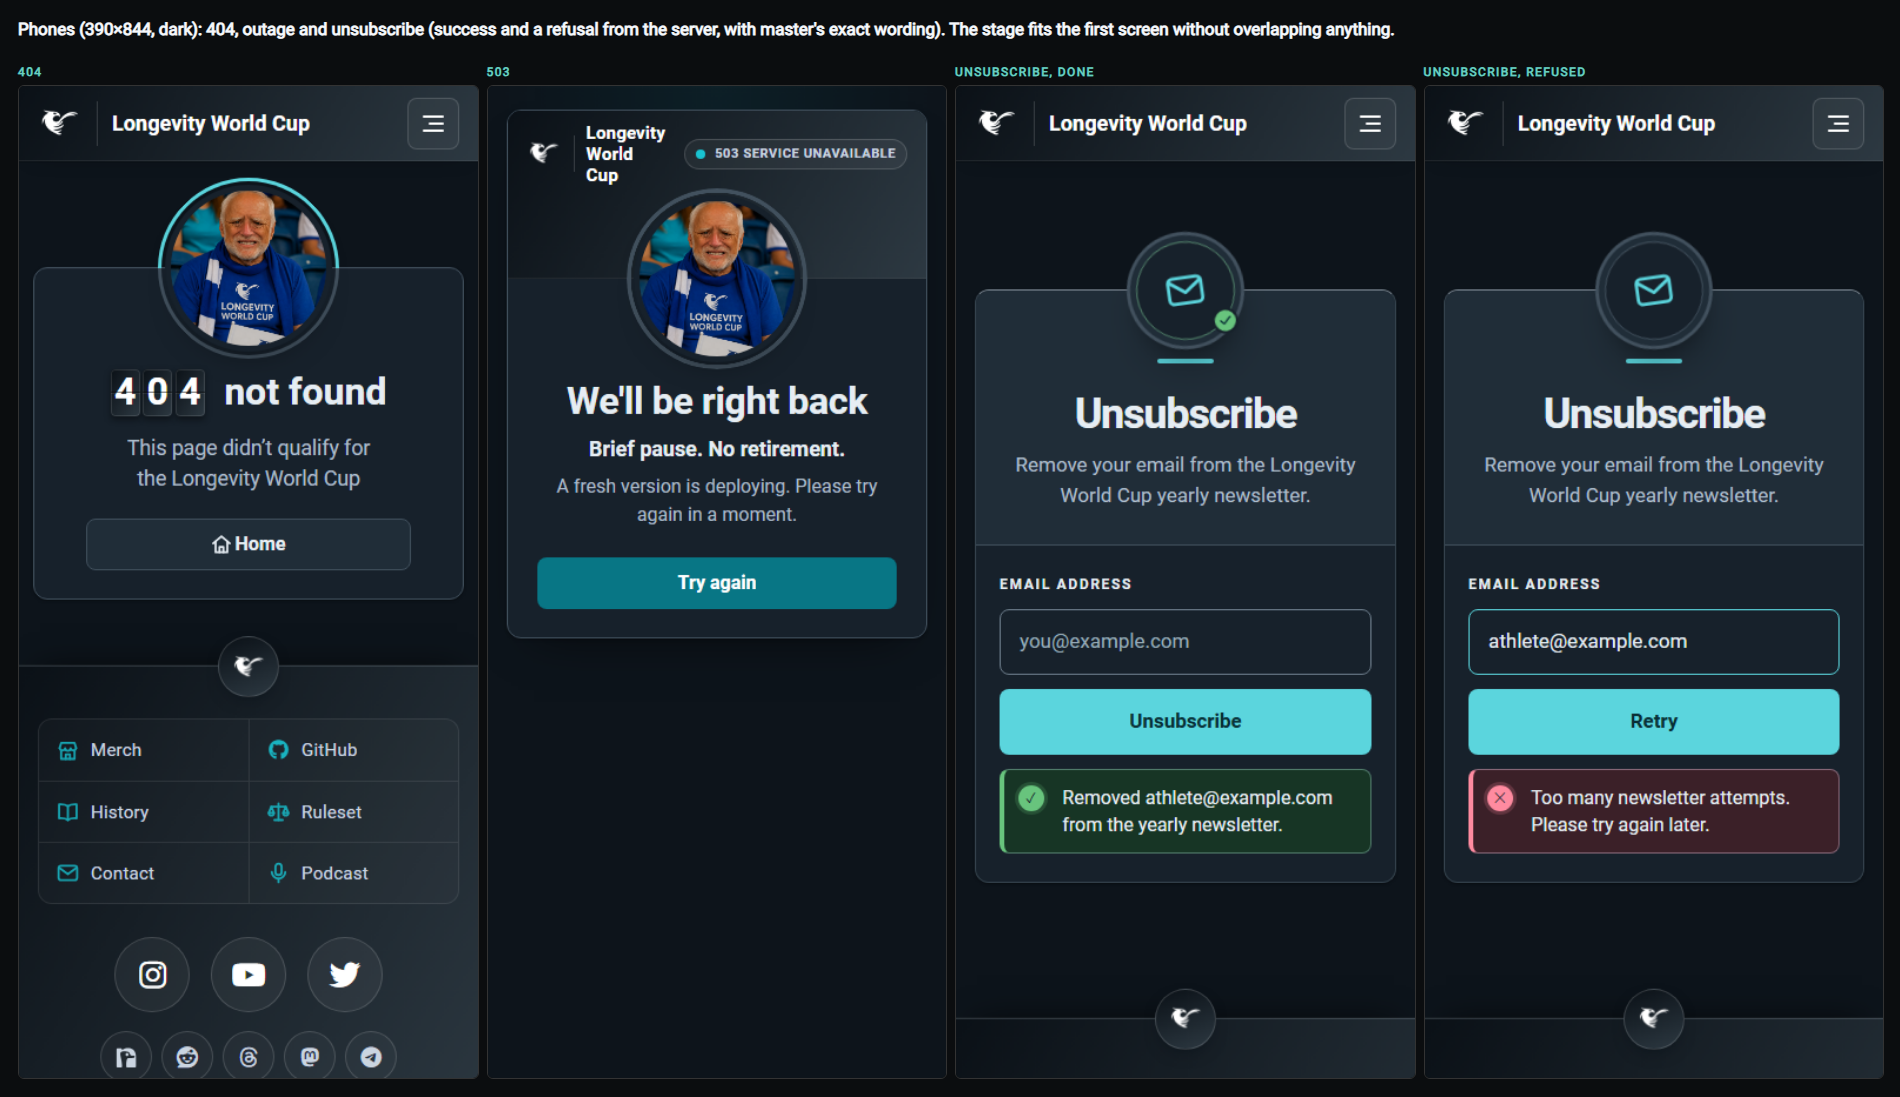 Phones (390×844, dark): 404, outage and unsubscribe (success and a refusal from the server, with master's exact wording). The stage fits the first screen without overlapping anything.
404
Longevity World Cup
LONGEVITY
WORLD CUP
404 not found
This page didn’t qualify for
the Longevity World Cup
Home
Merch
GitHub
History
Ruleset
Contact
Podcast
503
Longevity
World
Cup
503 SERVICE UNAVAILABLE
LONGEVITY
WORLD CUP
We'll be right back
Brief pause. No retirement.
A fresh version is deploying. Please try
again in a moment.
Try again
UNSUBSCRIBE, DONE
Longevity World Cup
Unsubscribe
Remove your email from the Longevity
World Cup yearly newsletter.
EMAIL ADDRESS
you@example.com
Unsubscribe
Removed athlete@example.com
from the yearly newsletter.
UNSUBSCRIBE, REFUSED
Longevity World Cup
Unsubscribe
Remove your email from the Longevity
World Cup yearly newsletter.
EMAIL ADDRESS
athlete@example.com
Retry
Too many newsletter attempts.
Please try again later.